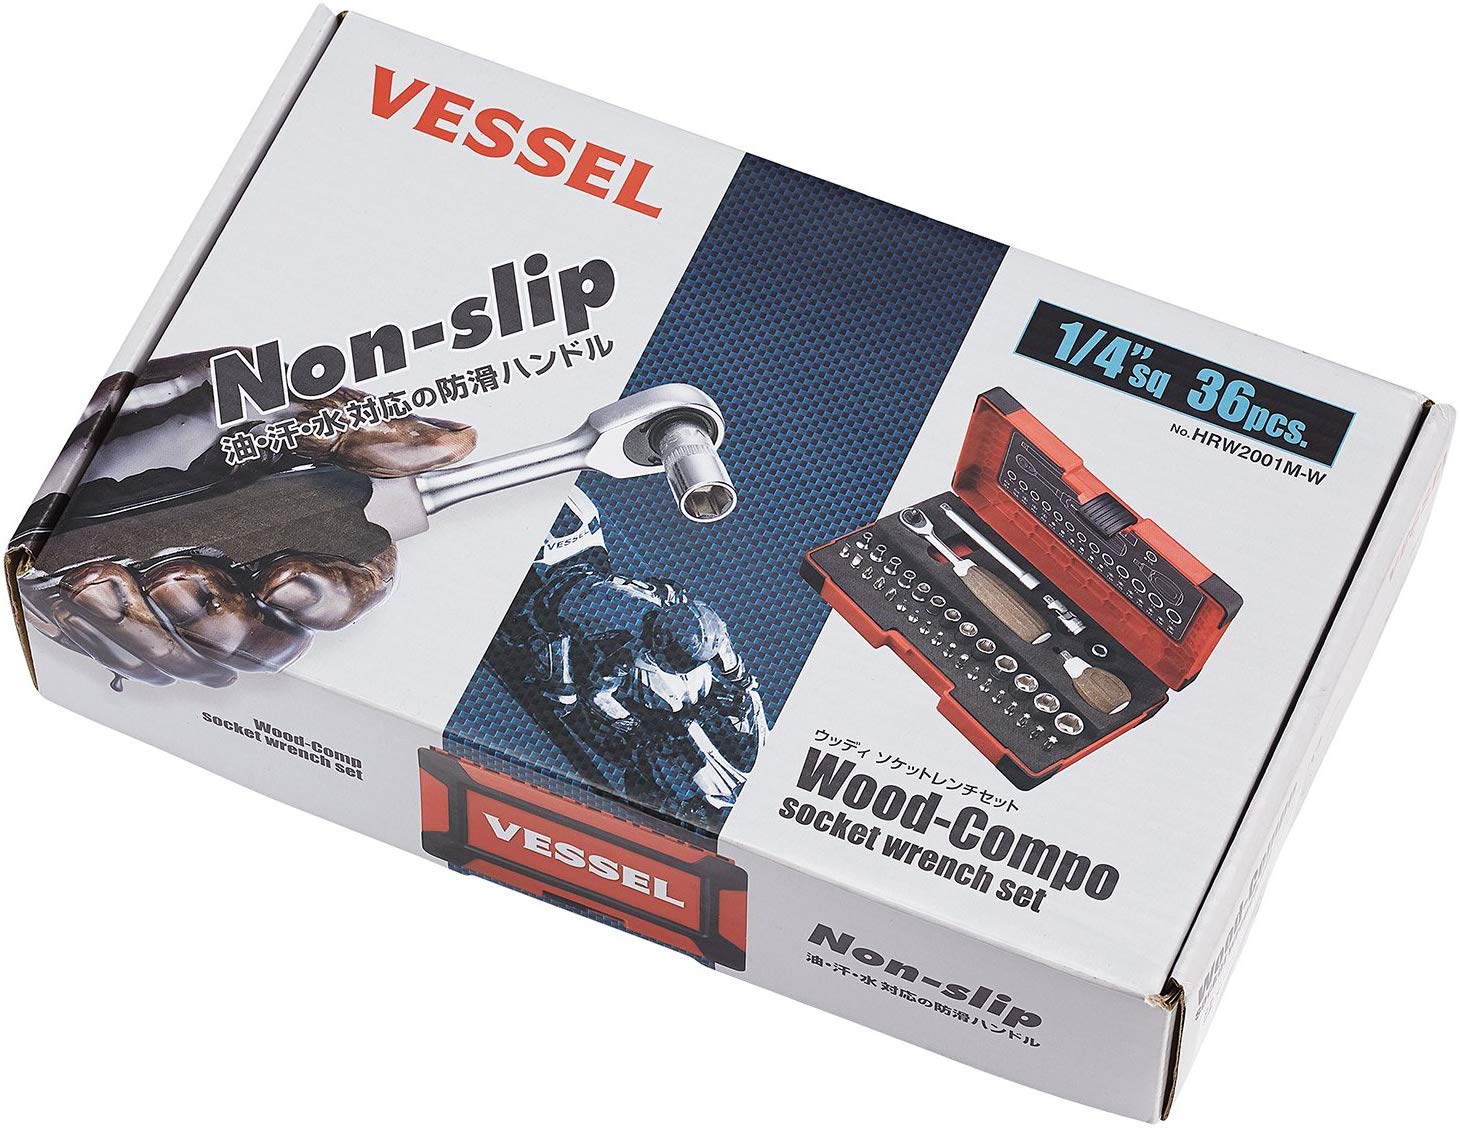 VESSEL
Non-slip
油・汗・水 対応の防滑ハンドル
1/4"sq 36pcs.
No. HRW2001M-W
VESSEL
ウッディ ソケットレンチセット
Wood-Compo
socket wrench set
Wood-Comp
socket wrench set
VESSEL
Non-slip
油・汗・水 対応の防滑ハンドル